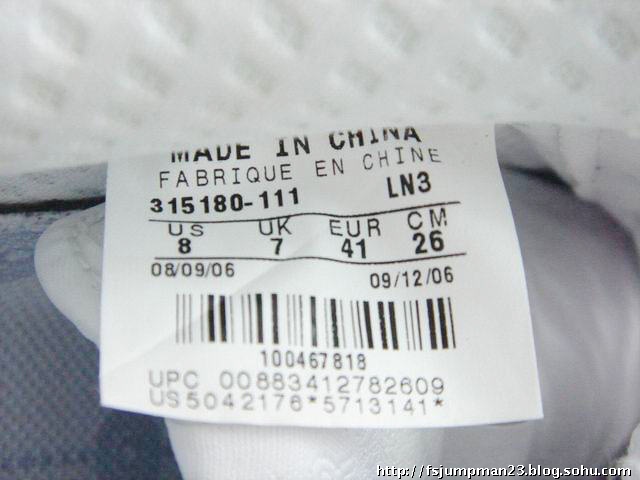 MADE IN CHINA
FABRIQUE EN CHINE
315180-111 LN3
US UK EUR CM
8 7 41 26
08/09/06 09/12/06
100467818
UPC 00883412782609
US5042176*5713141*
http://fsjumpman23.blog.sohu.com